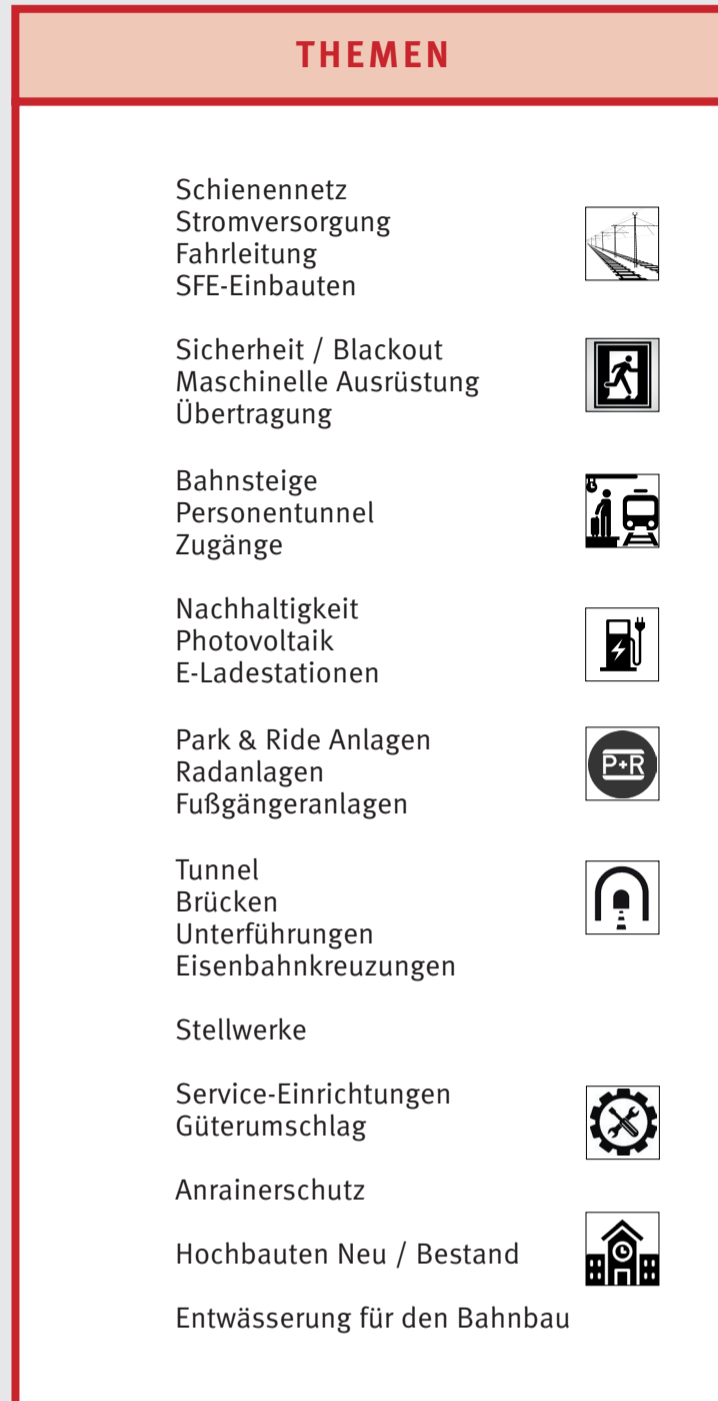 THEMEN
Schienennetz
Stromversorgung
Fahrleitung
SFE-Einbauten
Sicherheit / Blackout
Maschinelle Ausrüstung
Übertragung
Bahnsteige
Personentunnel
Zugänge
Nachhaltigkeit
Photovoltaik
E-Ladestationen
Park & Ride Anlagen
Radanlagen
Fußgängeranlagen
P+R
Tunnel
Brücken
Unterführungen
Eisenbahnkreuzungen
Stellwerke
Service-Einrichtungen
Güterumschlag
Anrainerschutz
Hochbauten Neu / Bestand
Entwässerung für den Bahnbau